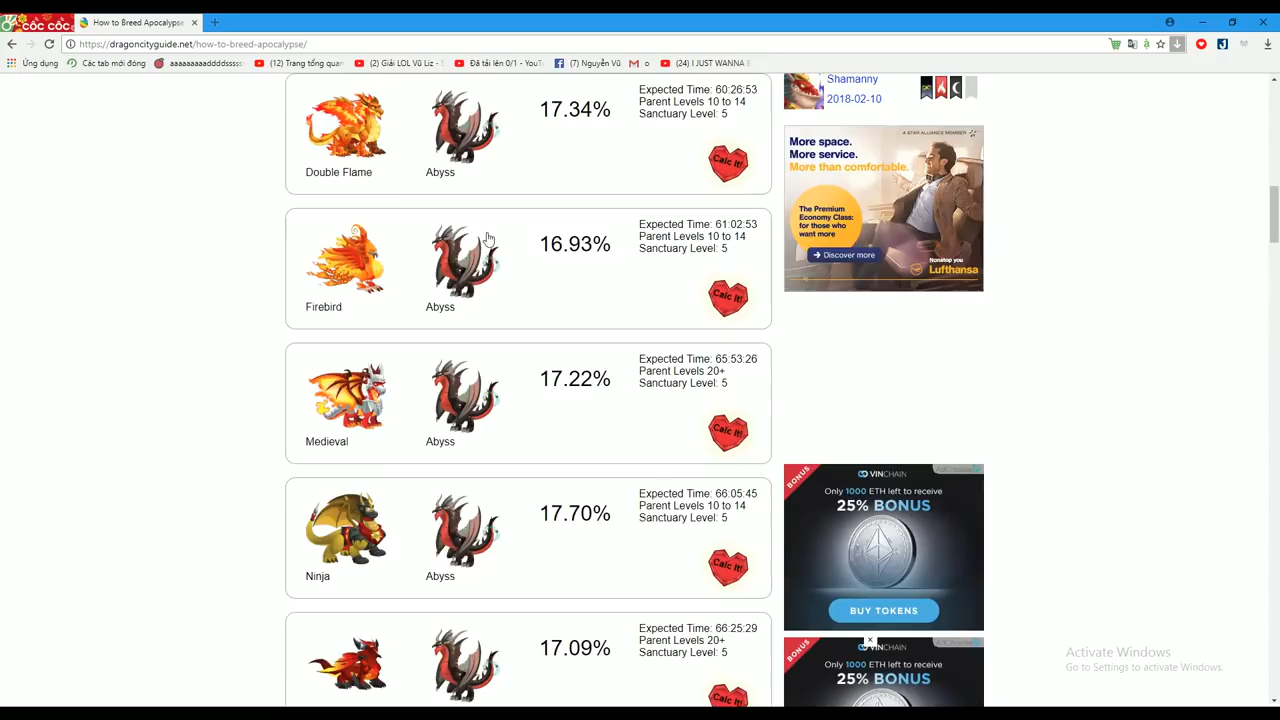 CỐC CỐC
How to Breed Apocalypse
https://dragoncityguide.net/how-to-breed-apocalypse/
Ứng dụng
Các tab mới đóng
aaaaaaaaddddsssss
(12) Trang tổng quan
(2) Giải LOL Vũ Liz -
Đã tải lên 0/1 - YouT
(7) Nguyễn Vũ
o
(24) I JUST WANNA B
Double Flame
Abyss
17.34%
Expected Time: 60:26:53
Parent Levels 10 to 14
Sanctuary Level: 5
Calc It!
Firebird
Abyss
16.93%
Expected Time: 61:02:53
Parent Levels 10 to 14
Sanctuary Level: 5
Calc It!
Medieval
Abyss
17.22%
Expected Time: 65:53:26
Parent Levels 20+
Sanctuary Level: 5
Calc It!
Ninja
Abyss
17.70%
Expected Time: 66:05:45
Parent Levels 10 to 14
Sanctuary Level: 5
Calc It!
17.09%
Expected Time: 66:25:29
Parent Levels 20+
Sanctuary Level: 5
Calc It!
Shamanny
2018-02-10
A STAR ALLIANCE MEMBER
More space.
More service.
More than comfortable.
The Premium
Economy Class:
for those who
want more
Discover more
Nonstop you
Lufthansa
BONUS
VINCHAIN
Only 1000 ETH left to receive
25% BONUS
BUY TOKENS
BONUS
VINCHAIN
Only 1000 ETH left to receive
25% BONUS
Activate Windows
Go to Settings to activate Windows.